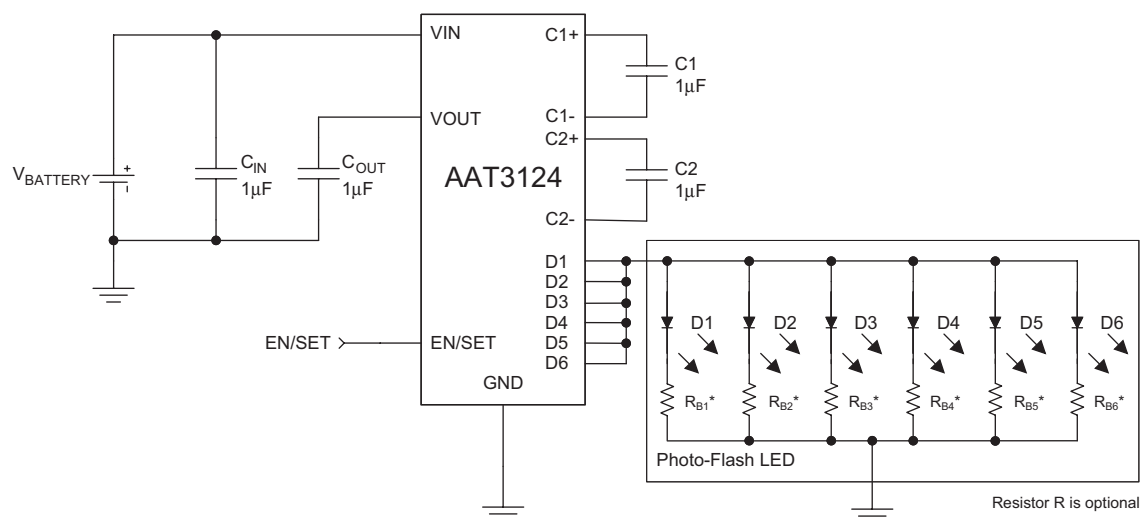 VIN
C1+
C1
1μF
C1-
VOUT
C2+
C2
1μF
C2-
AAT3124
V_BATTERY
+
-
C_IN
1μF
C_OUT
1μF
D1
D2
D3
D4
D5
D6
EN/SET
EN/SET
GND
D1
D2
D3
D4
D5
D6
R_B1*
R_B2*
R_B3*
R_B4*
R_B5*
R_B6*
Photo-Flash LED
Resistor R is optional